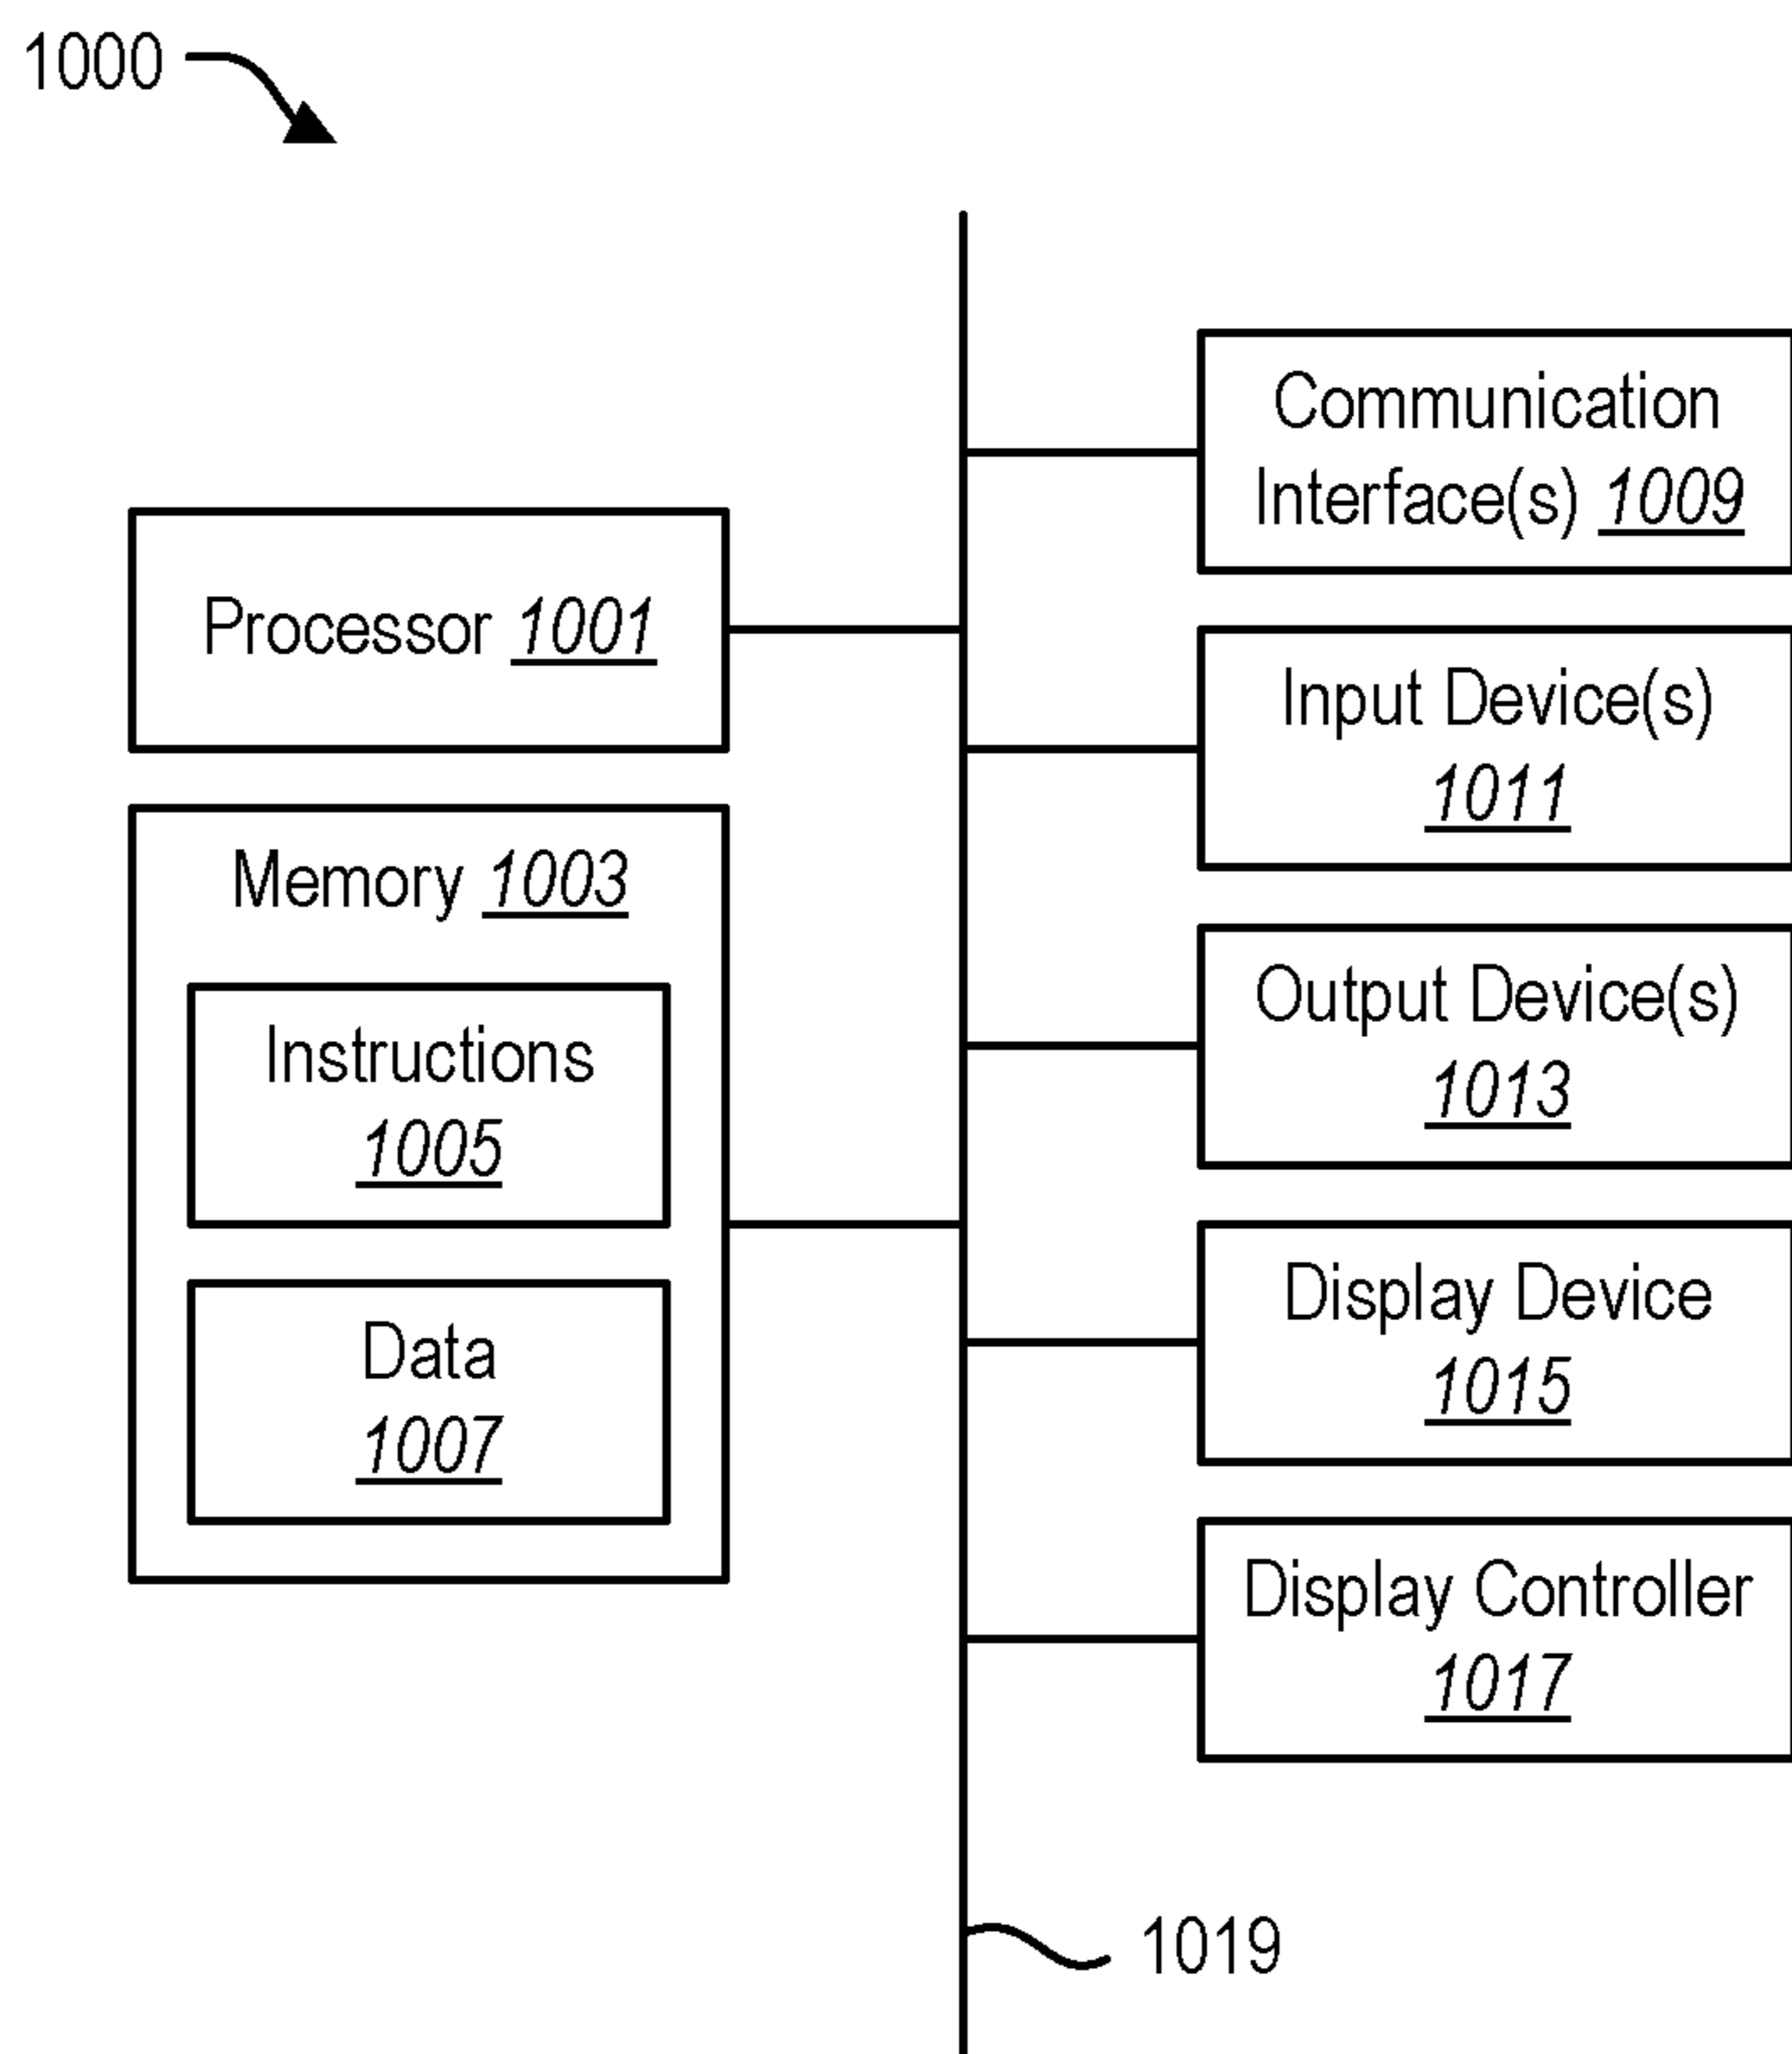 1000
Processor 1001
Memory 1003
Instructions
1005
Data
1007
Communication
Interface(s) 1009
Input Device(s)
1011
Output Device(s)
1013
Display Device
1015
Display Controller
1017
1019